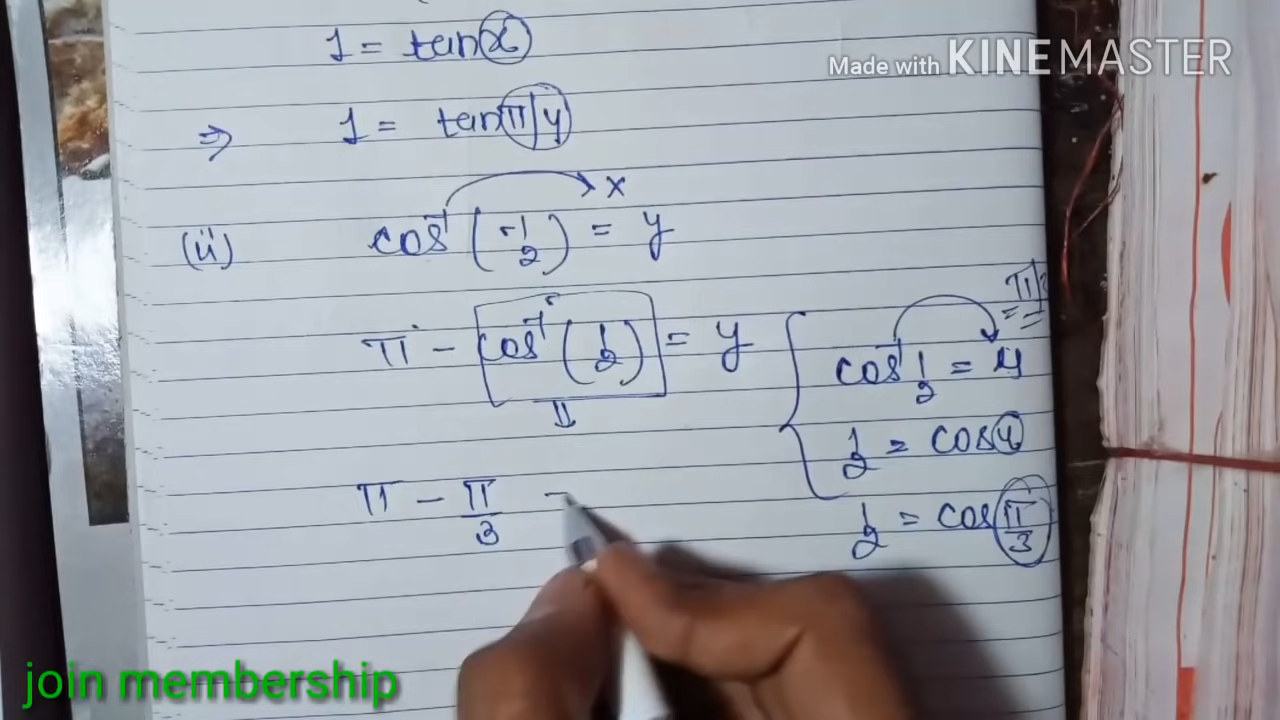 1 = tan x
Made with KINEMASTER
⇒ 1 = tan π/4
x
(ii) cos⁻¹ (-1/2) = y
π - cos⁻¹ (1/2) = y
π/3
cos⁻¹ 1/2 = y
1/2 = cos y
π - π/3 -
1/2 = cos π/3
join membership